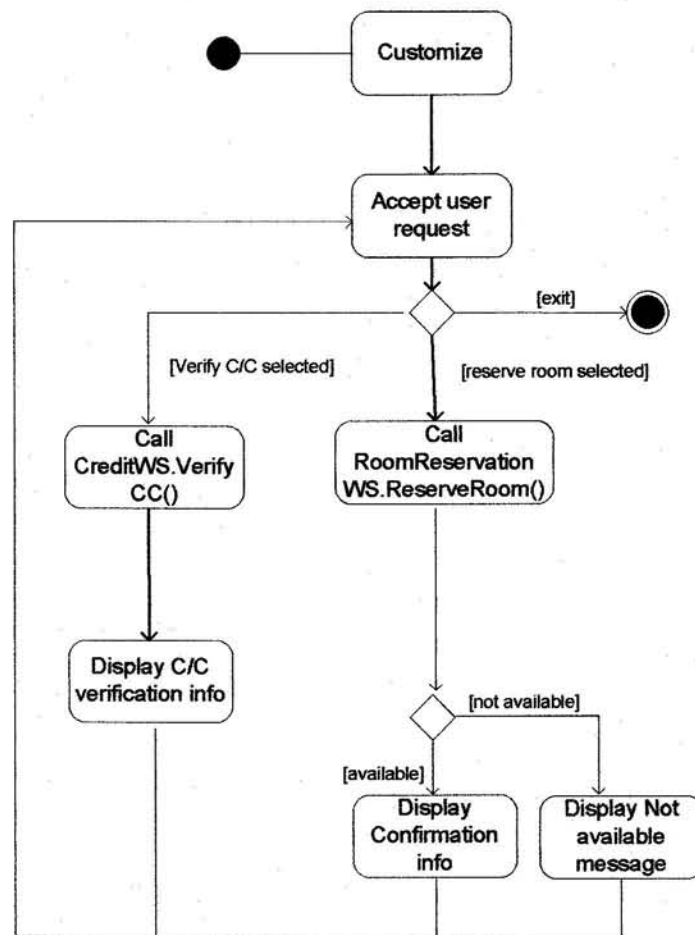 Customize
Accept user
request
[exit]
[Verify C/C selected]
[reserve room selected]
Call
CreditWS.Verify
CC()
Call
RoomReservation
WS.ReserveRoom()
Display C/C
verification info
[not available]
[available]
Display
Confirmation
info
Display Not
available
message